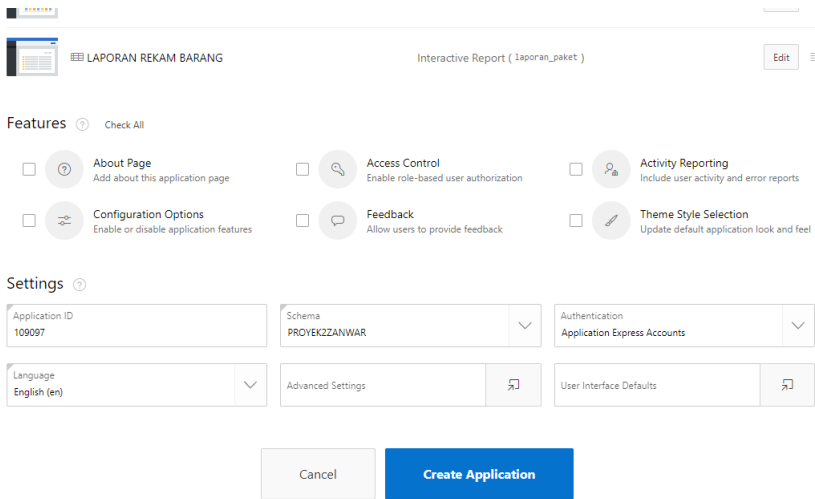 LAPORAN REKAM BARANG
Interactive Report ( laporan_paket )
Edit
Features
Check All
About Page
Add about this application page
Access Control
Enable role-based user authorization
Activity Reporting
Include user activity and error reports
Configuration Options
Enable or disable application features
Feedback
Allow users to provide feedback
Theme Style Selection
Update default application look and feel
Settings
Application ID
109097
Schema
PROYEK2ZANWAR
Authentication
Application Express Accounts
Language
English (en)
Advanced Settings
User Interface Defaults
Cancel
Create Application